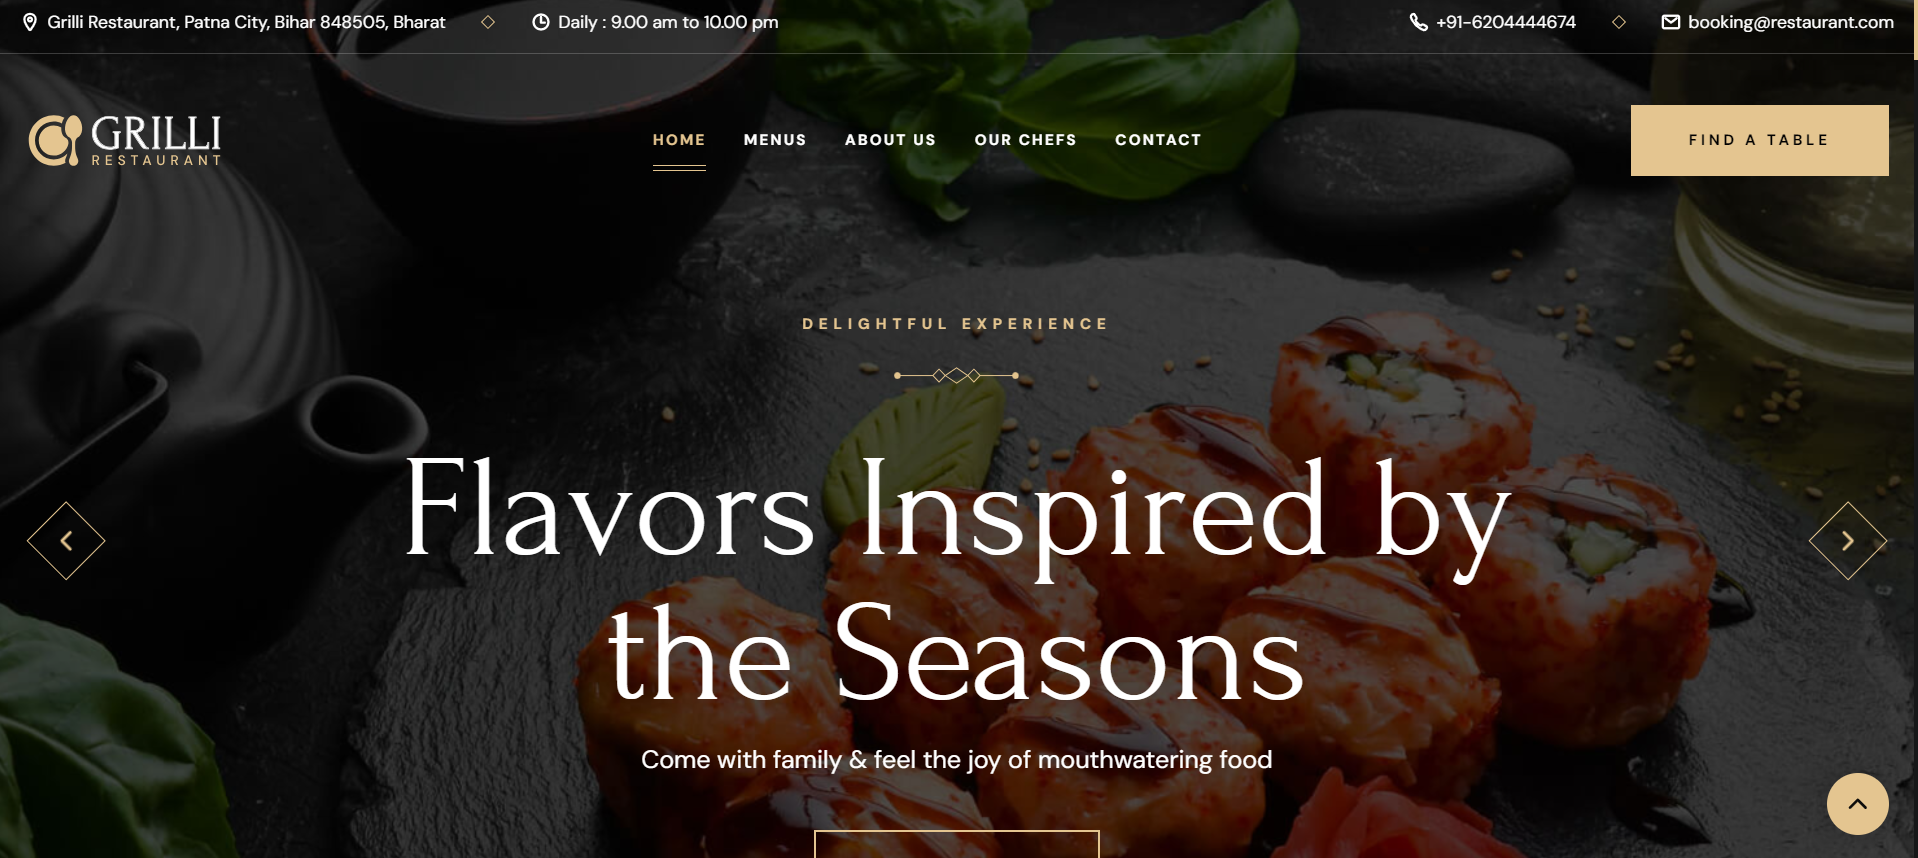 Grilli Restaurant, Patna City, Bihar 848505, Bharat
Daily : 9.00 am to 10.00 pm
+91-6204444674
booking@restaurant.com
GRILLI
RESTAURANT
HOME
MENUS
ABOUT US
OUR CHEFS
CONTACT
FIND A TABLE
DELIGHTFUL EXPERIENCE
Flavors Inspired by
the Seasons
Come with family & feel the joy of mouthwatering food